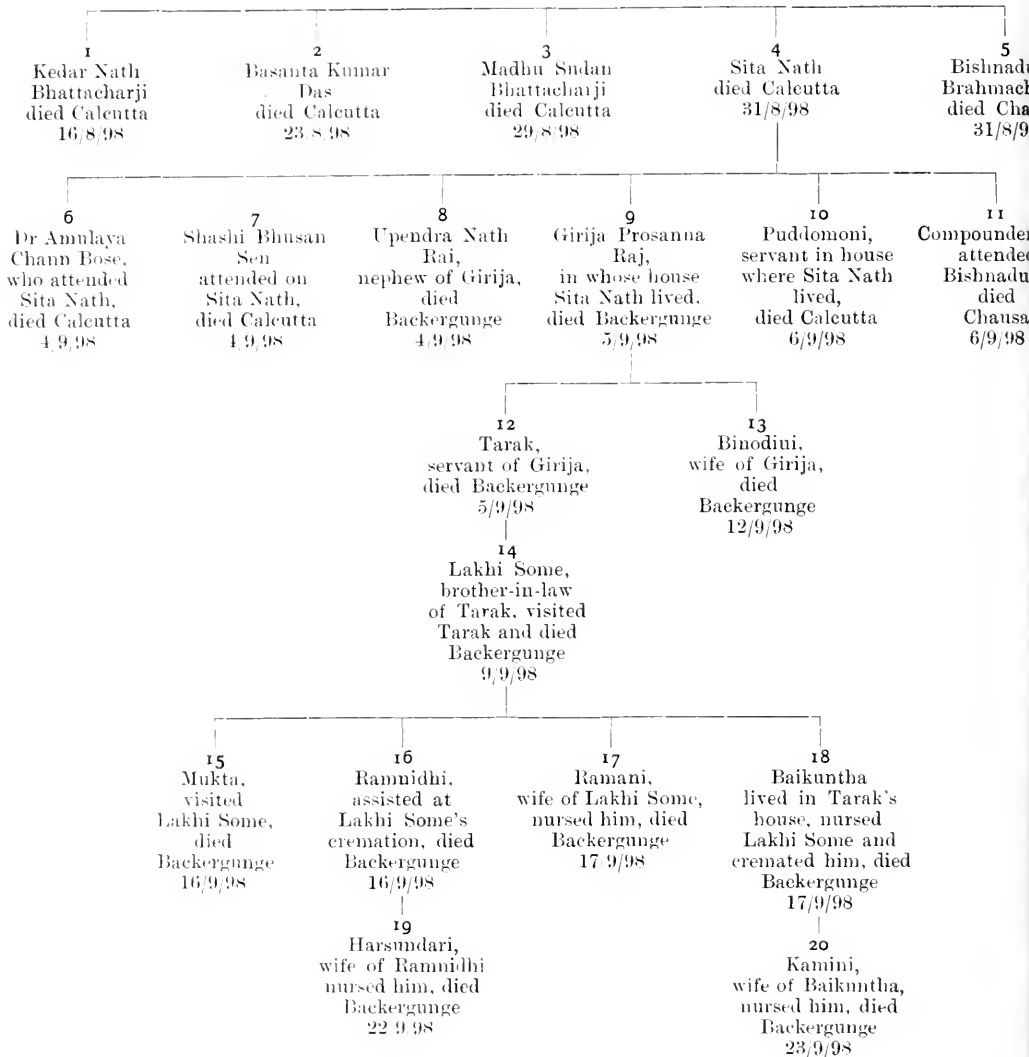 1
Kedar Nath
Bhattacharji
died Calcutta
16/8/98
2
Basanta Kumar
Das
died Calcutta
23/8/98
3
Madhu Sudan
Bhattacharji
died Calcutta
29/8/98
4
Sita Nath
died Calcutta
31/8/98
5
Bishnadu
Brahmach
died Cha
31/8/9
6
Dr Amulaya
Chann Bose,
who attended
Sita Nath,
died Calcutta
4/9/98
7
Shashi Bhusan
Sen
attended on
Sita Nath,
died Calcutta
4/9/98
8
Upendra Nath
Rai,
nephew of Girija,
died
Backergunge
4/9/98
9
Girija Prosanna
Raj,
in whose house
Sita Nath lived,
died Backergunge
5/9/98
10
Puddomoni,
servant in house
where Sita Nath
lived,
died Calcutta
6/9/98
11
Compounder
attende
Bishnadu
died
Chausa
6/9/98
12
Tarak,
servant of Girija,
died Backergunge
5/9/98
13
Binodini,
wife of Girija,
died
Backergunge
12/9/98
14
Lakhi Some,
brother-in-law
of Tarak, visited
Tarak and died
Backergunge
9/9/98
15
Mukta,
visited
Lakhi Some,
died
Backergunge
16/9/98
16
Ramnidhi,
assisted at
Lakhi Some's
cremation, died
Backergunge
16/9/98
17
Ramani,
wife of Lakhi Some,
nursed him, died
Backergunge
17/9/98
18
Baikuntha
lived in Tarak's
house, nursed
Lakhi Some and
cremated him, died
Backergunge
17/9/98
19
Harsundari,
wife of Ramnidhi
nursed him, died
Backergunge
22 9/98
20
Kamini,
wife of Baikuntha,
nursed him, died
Backergunge
23/9/98